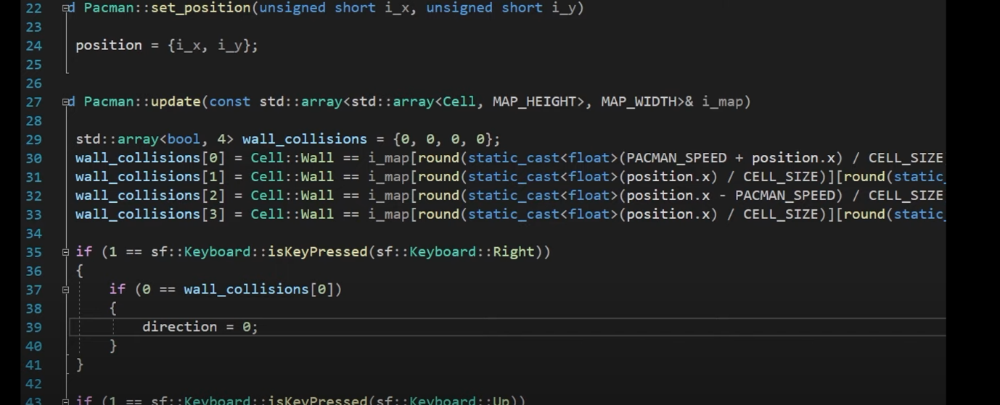 22 d Pacman::set_position(unsigned short i_x, unsigned short i_y)
23
24 position = {i_x, i_y};
25
26
27 d Pacman::update(const std::array<std::array<Cell, MAP_HEIGHT>, MAP_WIDTH>& i_map)
28
29 std::array<bool, 4> wall_collisions = {0, 0, 0, 0};
30 wall_collisions[0] = Cell::Wall == i_map[round(static_cast<float>(PACMAN_SPEED + position.x) / CELL_SIZE
31 wall_collisions[1] = Cell::Wall == i_map[round(static_cast<float>(position.x) / CELL_SIZE)][round(static_
32 wall_collisions[2] = Cell::Wall == i_map[round(static_cast<float>(position.x - PACMAN_SPEED) / CELL_SIZE
33 wall_collisions[3] = Cell::Wall == i_map[round(static_cast<float>(position.x) / CELL_SIZE)][round(static_
34
35 if (1 == sf::Keyboard::isKeyPressed(sf::Keyboard::Right))
36 {
37 if (0 == wall_collisions[0])
38 {
39 direction = 0;
40 }
41 }
42
43 if (1 == sf::Keyboard::isKeyPressed(sf::Keyboard::Up))